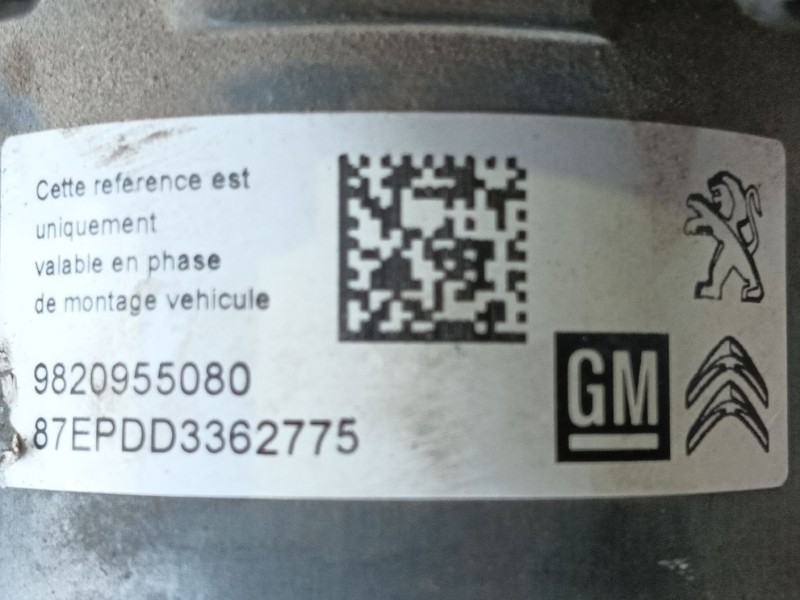 Cette reference est
uniquement
valable en phase
de montage vehicule
9820955080
87EPDD3362775
GM